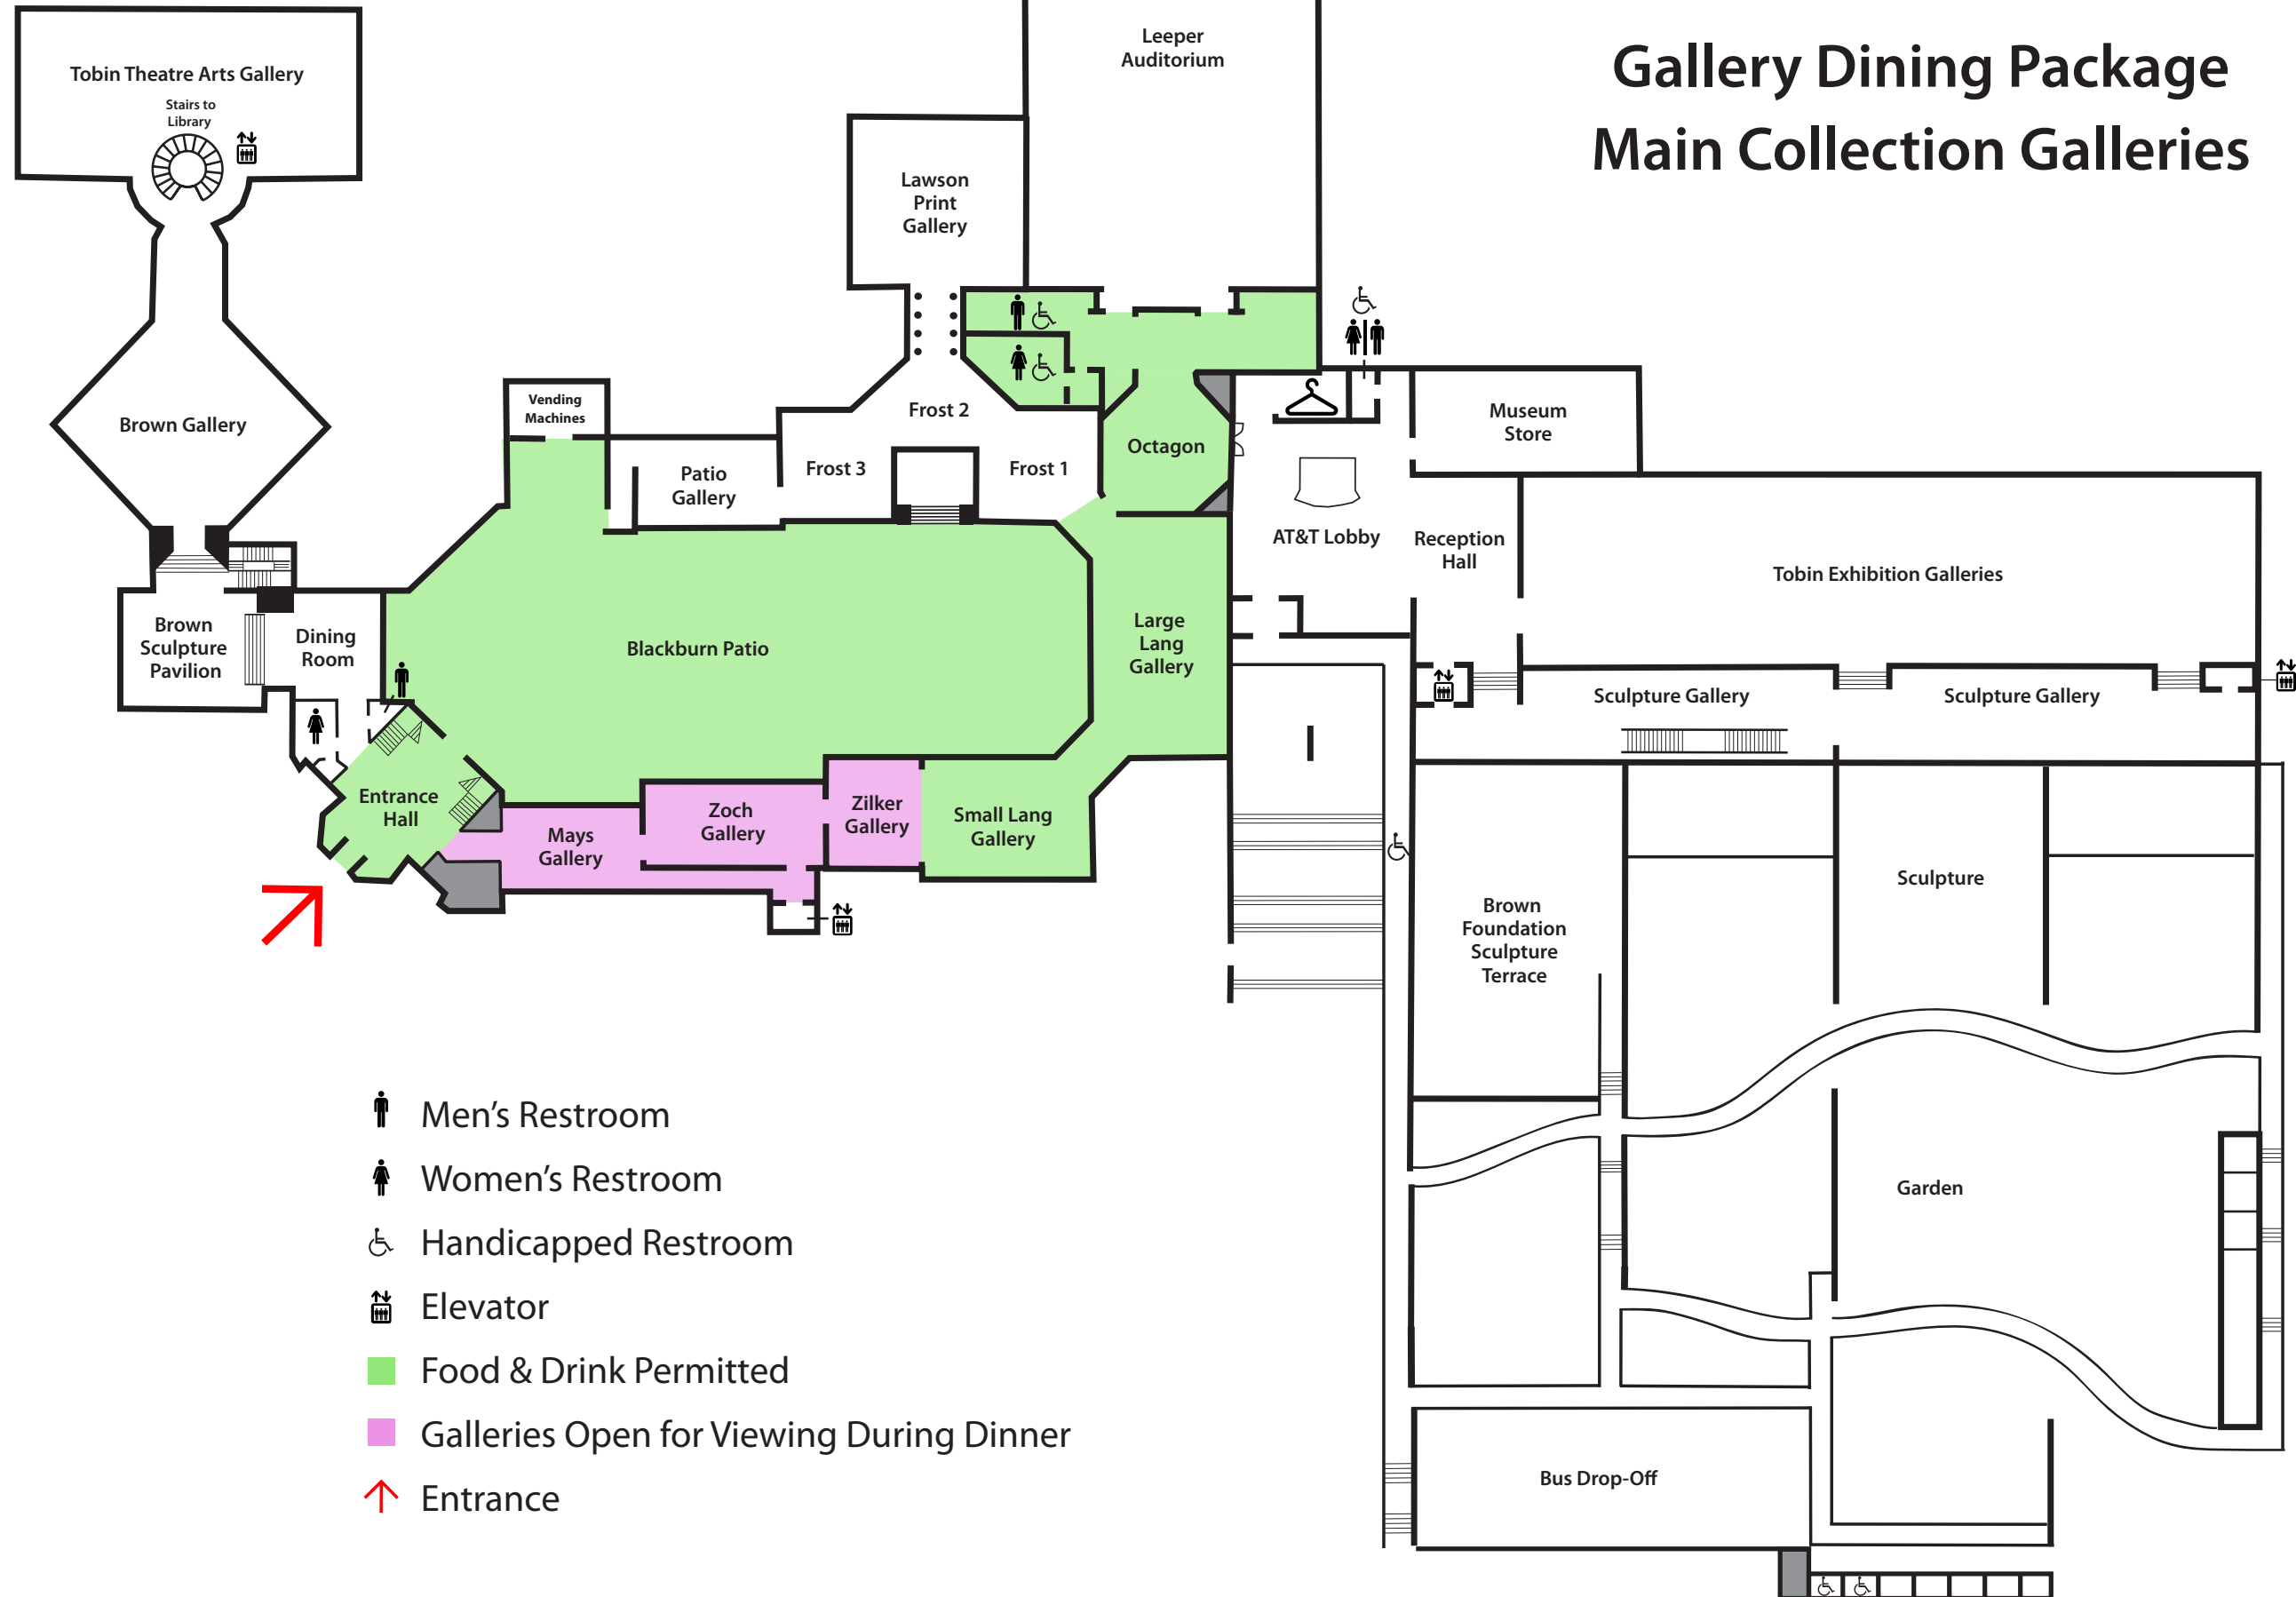 Gallery Dining Package
Main Collection Galleries
Leeper
Auditorium
Tobin Theatre Arts Gallery
Stairs to
Library
Lawson
Print
Gallery
Vending
Machines
Frost 2
Brown Gallery
Museum
Store
Octagon
Frost 3
Frost 1
Patio
Gallery
AT&T Lobby
Reception
Hall
Tobin Exhibition Galleries
Brown
Sculpture
Pavilion
Dining
Room
Blackburn Patio
Large
Lang
Gallery
Sculpture Gallery
Sculpture Gallery
Entrance
Hall
Mays
Gallery
Zoch
Gallery
Zilker
Gallery
Small Lang
Gallery
Sculpture
Brown
Foundation
Sculpture
Terrace
Garden
Bus Drop-Off
Men's Restroom
Women's Restroom
Handicapped Restroom
Elevator
Food & Drink Permitted
Galleries Open for Viewing During Dinner
Entrance